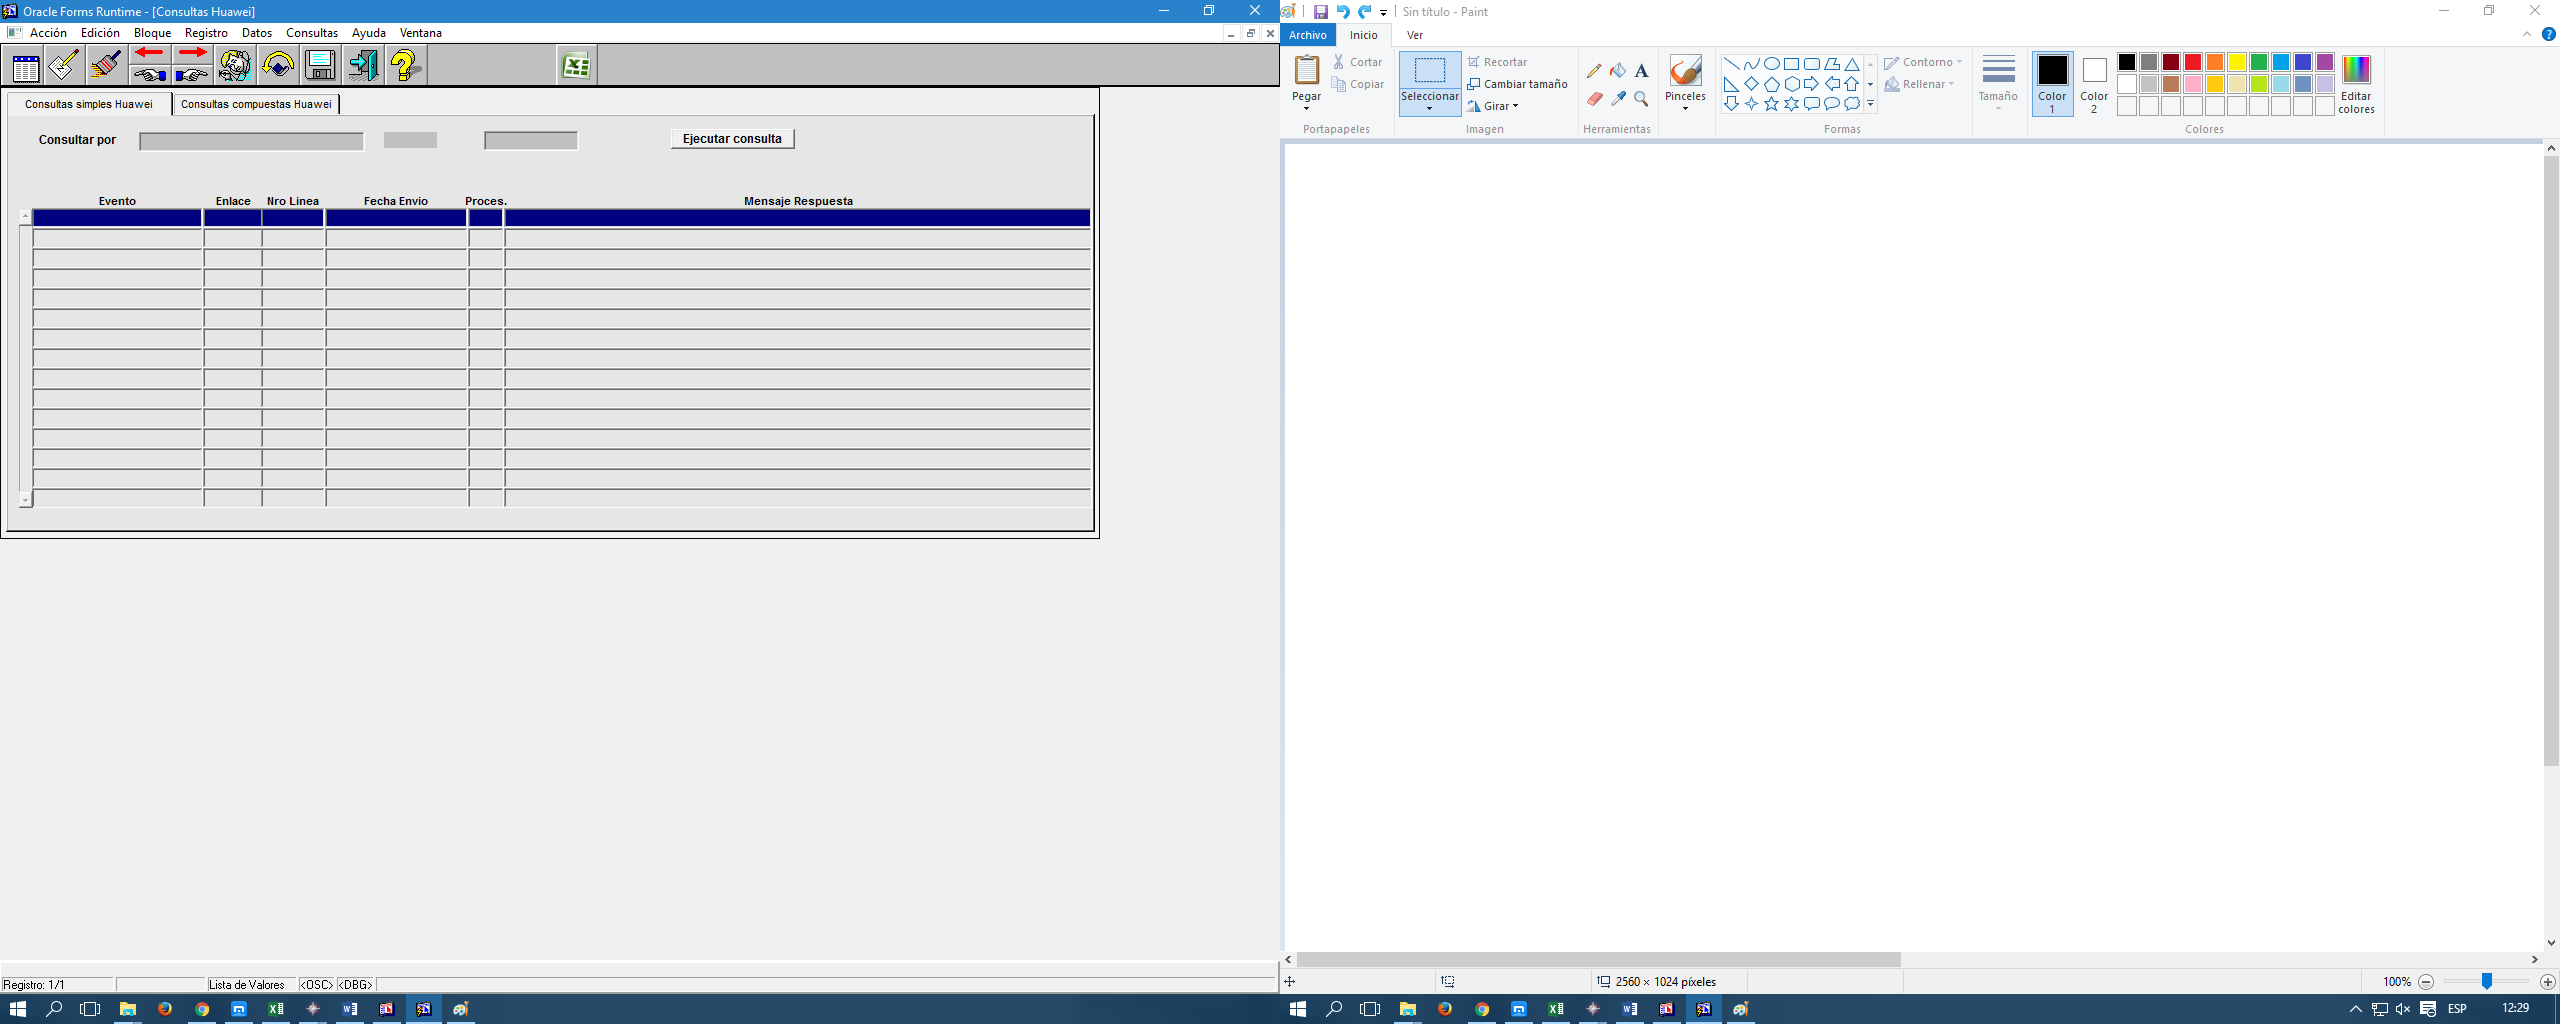 Oracle Forms Runtime - [Consultas Huawei]
Acción Edición Bloque Registro Datos Consultas Ayuda Ventana
Consultas simples Huawei Consultas compuestas Huawei
Consultar por Ejecutar consulta
Evento Enlace Nro Linea Fecha Envio Proces. Mensaje Respuesta
Registro: 1/1 Lista de Valores <OSC> <DBG>
Sin título - Paint
Archivo Inicio Ver
Pegar
Cortar
Copiar
Portapapeles
Seleccionar
Recortar
Cambiar tamaño
Girar
Imagen
A
Herramientas
Pinceles
Contorno
Rellenar
Formas
Tamaño
Color 1
Color 2
Editar colores
Colores
2560 × 1024 píxeles
100%
ESP 12:29